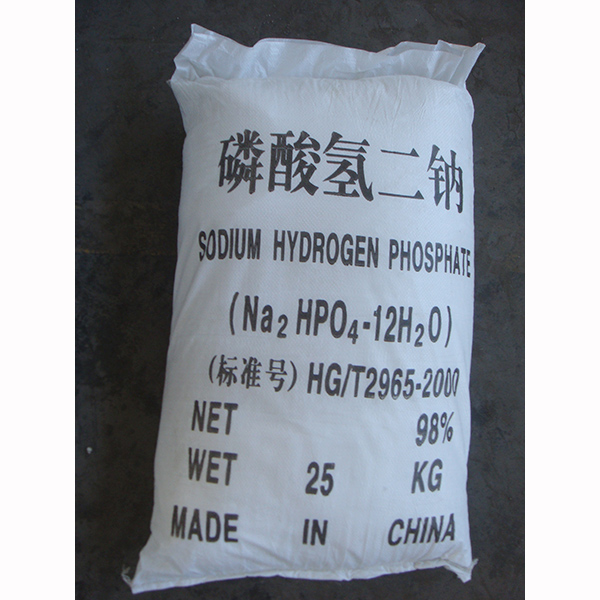 磷酸氢二钠
SODIUM HYDROGEN PHOSPHATE
(Na₂ HPO₄-12H₂O)
(标准号) HG/T2965-2000
NET 98%
WET 25 KG
MADE IN CHINA